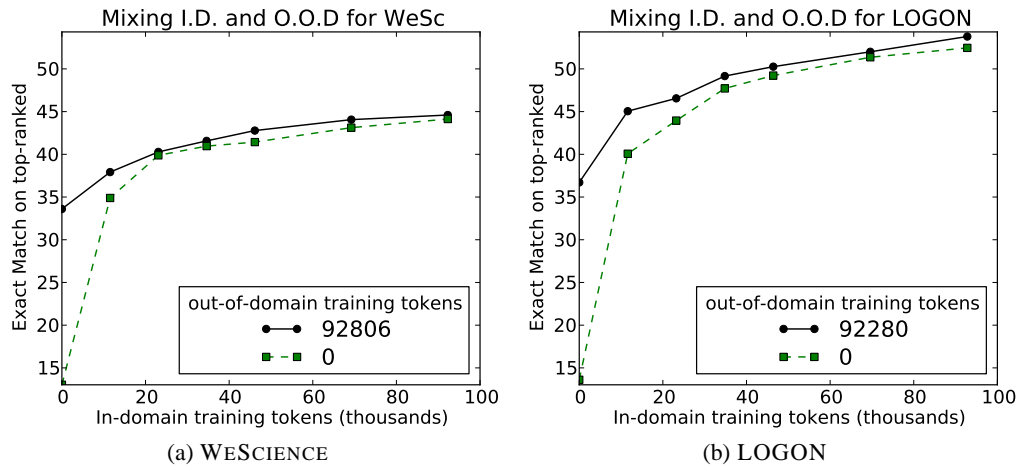 Mixing I.D. and O.O.D for WeSc
Exact Match on top-ranked
50
45
40
35
30
25
20
15
out-of-domain training tokens
92806
0
0 20 40 60 80 100
In-domain training tokens (thousands)
(a) WESCIENCE
Mixing I.D. and O.O.D for LOGON
Exact Match on top-ranked
50
45
40
35
30
25
20
15
out-of-domain training tokens
92280
0
0 20 40 60 80 100
In-domain training tokens (thousands)
(b) LOGON